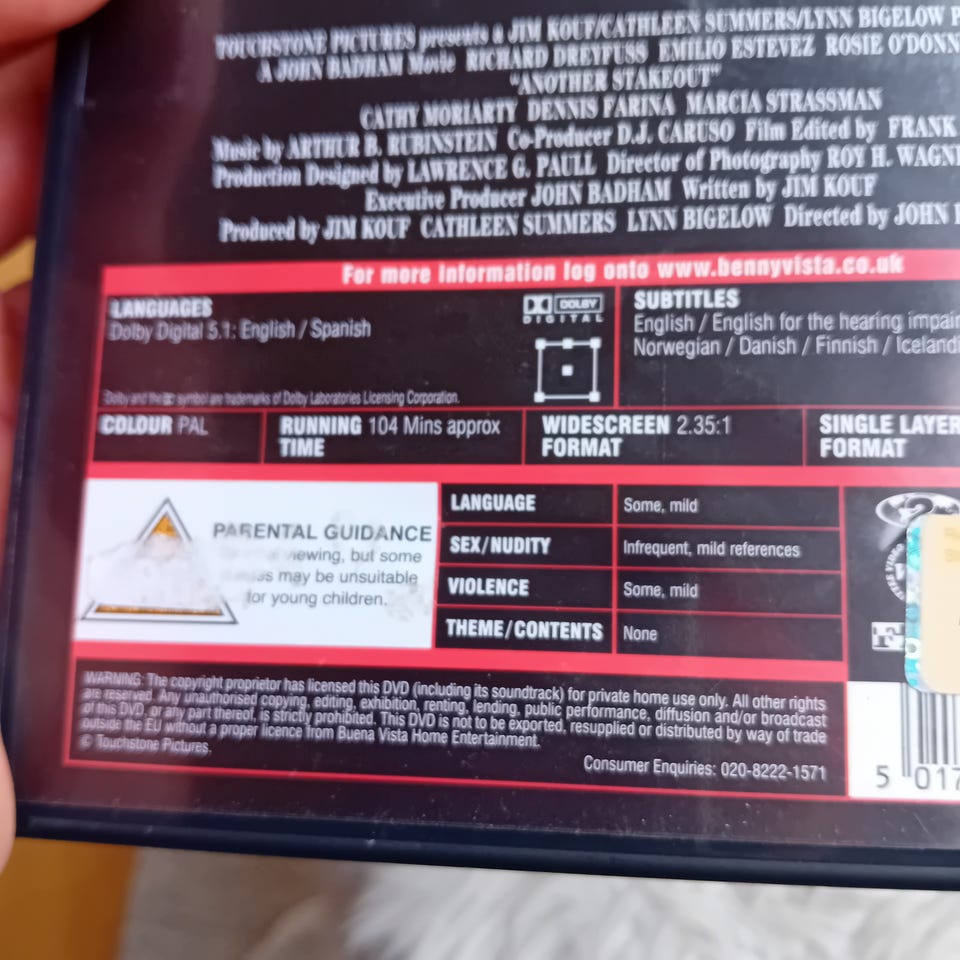 TOUCHSTONE PICTURES presents a JIM KOUF/CATHLEEN SUMMERS/LYNN BIGELOW P
A JOHN BADHAM Movie RICHARD DREYFUSS EMILIO ESTEVEZ ROSIE O'DONN
"ANOTHER STAKEOUT"
CATHY MORIARTY DENNIS FARINA MARCIA STRASSMAN
Music by ARTHUR B. RUBINSTEIN Co-Producer D.J. CARUSO Film Edited by FRANK
Production Designed by LAWRENCE G. PAULL Director of Photography ROY H. WAGN
Executive Producer JOHN BADHAM Written by JIM KOUF
Produced by JIM KOUF CATHLEEN SUMMERS LYNN BIGELOW Directed by JOHN
For more information log onto www.bennyvista.co.uk
LANGUAGES
Dolby Digital 5.1: English / Spanish
DOLBY
DIGITAL
Dolby and the symbol are trademarks of Dolby Laboratories Licensing Corporation.
SUBTITLES
English / English for the hearing impai
Norwegian / Danish / Finnish / Icelandi
COLOUR PAL
RUNNING 104 Mins approx
TIME
WIDESCREEN 2.35:1
FORMAT
SINGLE LAYER
FORMAT
PARENTAL GUIDANCE
viewing, but some
may be unsuitable
for young children.
LANGUAGE Some, mild
SEX/NUDITY Infrequent, mild references
VIOLENCE Some, mild
THEME/CONTENTS None
WARNING: The copyright proprietor has licensed this DVD (including its soundtrack) for private home use only. All other rights
are reserved. Any unauthorised copying, editing, exhibition, renting, lending, public performance, diffusion and/or broadcast
of this DVD, or any part thereof, is strictly prohibited. This DVD is not to be exported, resupplied or distributed by way of trade
outside the EU without a proper licence from Buena Vista Home Entertainment.
© Touchstone Pictures.
Consumer Enquiries: 020-8222-1571
2
5 017